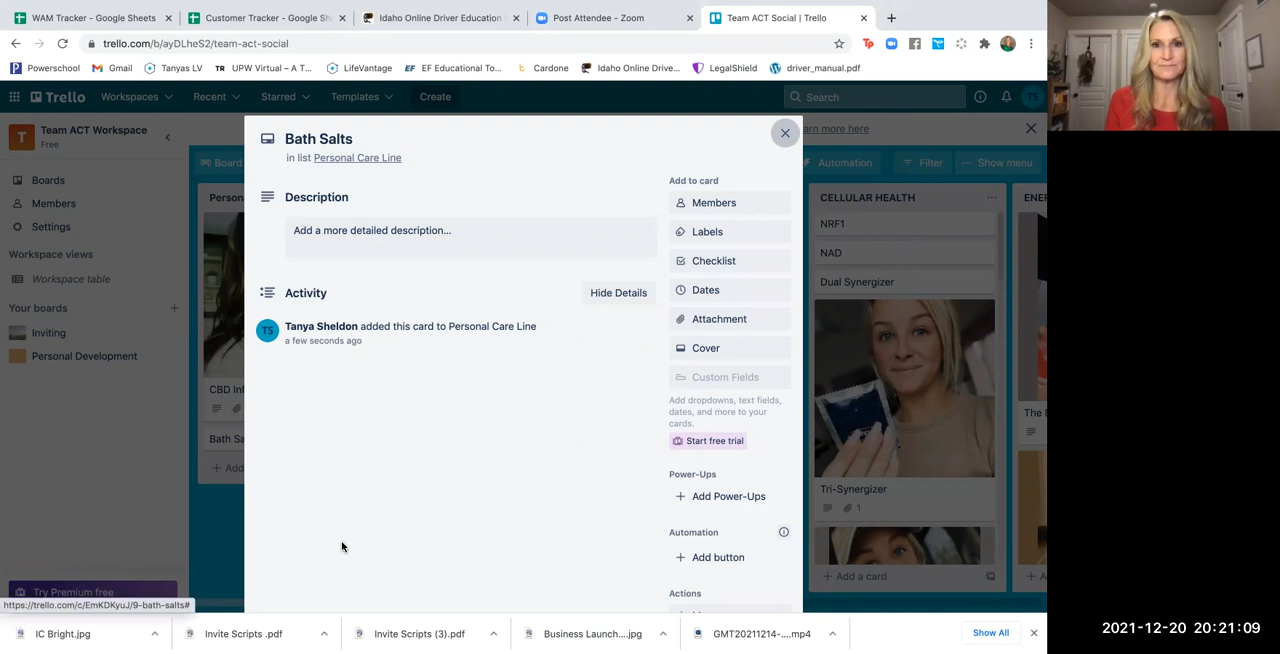 WAM Tracker - Google Sheets
Customer Tracker - Google Sh
Idaho Online Driver Education
Post Attendee - Zoom
Team ACT Social | Trello
trello.com/b/ayDLheS2/team-act-social
Powerschool
Gmail
Tanyas LV
TR UPW Virtual – A T...
LifeVantage
EF EF Educational To...
Cardone
Idaho Online Drive...
LegalShield
driver_manual.pdf
Trello
Workspaces
Recent
Starred
Templates
Create
Search
TS
T
Team ACT Workspace
Free
Boards
Members
Settings
Workspace views
Workspace table
Your boards
Inviting
Personal Development
Try Premium free
https://trello.com/c/EmKDKyuJ/9-bath-salts#
Board
Person
CBD Inf
Bath Sa
Add
Bath Salts
in list Personal Care Line
Description
Add a more detailed description...
Activity
Hide Details
TS
Tanya Sheldon added this card to Personal Care Line
a few seconds ago
Add to card
Members
Labels
Checklist
Dates
Attachment
Cover
Custom Fields
Add dropdowns, text fields,
dates, and more to your
cards.
Start free trial
Power-Ups
Add Power-Ups
Automation
Add button
Actions
earn more here
Automation
Filter
Show menu
CELLULAR HEALTH
NRF1
NAD
Dual Synergizer
Tri-Synergizer
1
Add a card
ENE
The E
A
IC Bright.jpg
Invite Scripts .pdf
Invite Scripts (3).pdf
Business Launch....jpg
GMT20211214-....mp4
Show All
2021-12-20 20:21:09